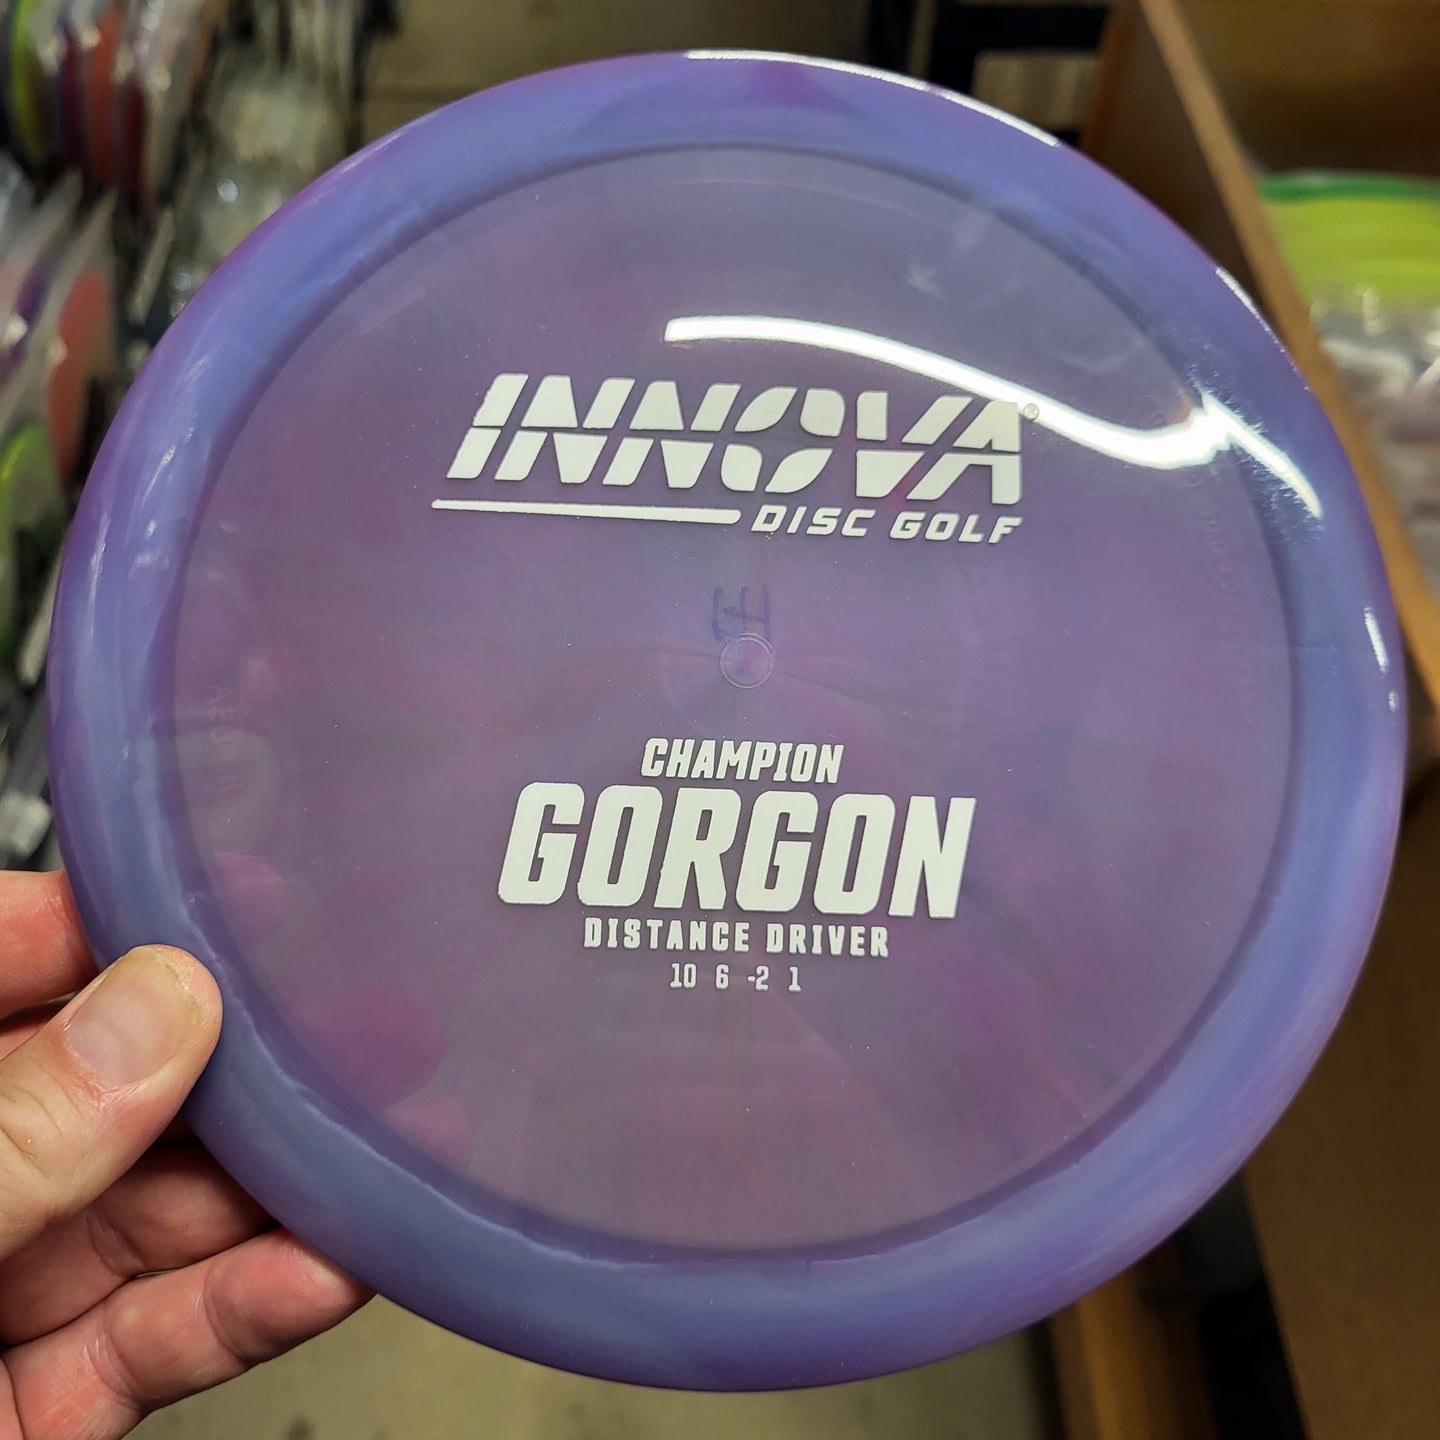 INNOVA®
DISC GOLF
CHAMPION
GORGON
DISTANCE DRIVER
10 6 -2 1